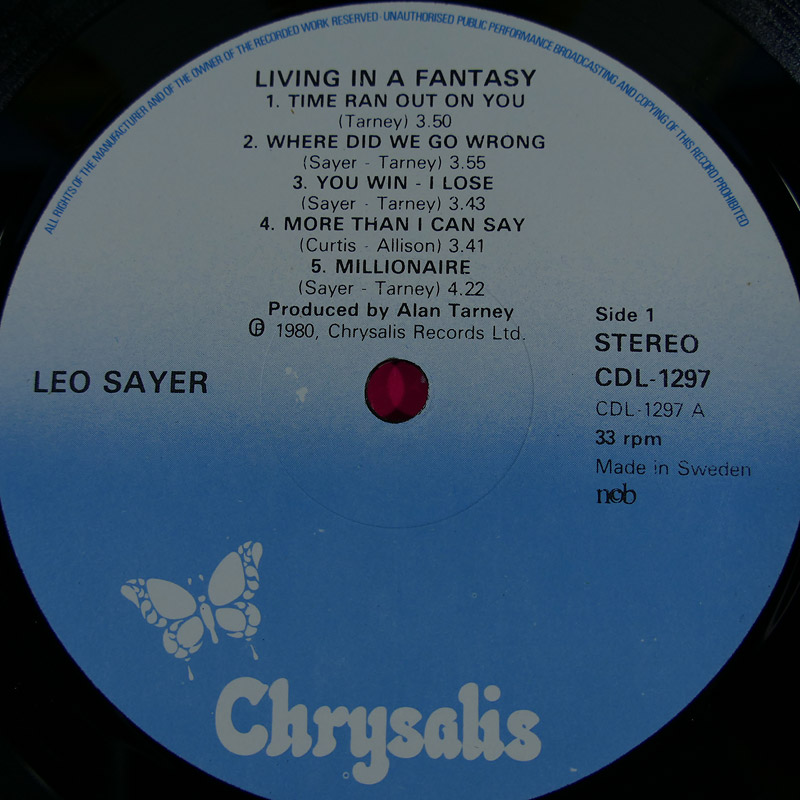 ALL RIGHTS OF THE MANUFACTURER AND OF THE OWNER OF THE RECORDED WORK RESERVED · UNAUTHORISED PUBLIC PERFORMANCE BROADCASTING AND COPYING OF THIS RECORD PROHIBITED
LIVING IN A FANTASY
1. TIME RAN OUT ON YOU
(Tarney) 3.50
2. WHERE DID WE GO WRONG
(Sayer - Tarney) 3.55
3. YOU WIN - I LOSE
(Sayer - Tarney) 3.43
4. MORE THAN I CAN SAY
(Curtis - Allison) 3.41
5. MILLIONAIRE
(Sayer - Tarney) 4.22
Produced by Alan Tarney
℗ 1980, Chrysalis Records Ltd.
LEO SAYER
Side 1
STEREO
CDL-1297
CDL-1297 A
33 rpm
Made in Sweden
ncb
Chrysalis